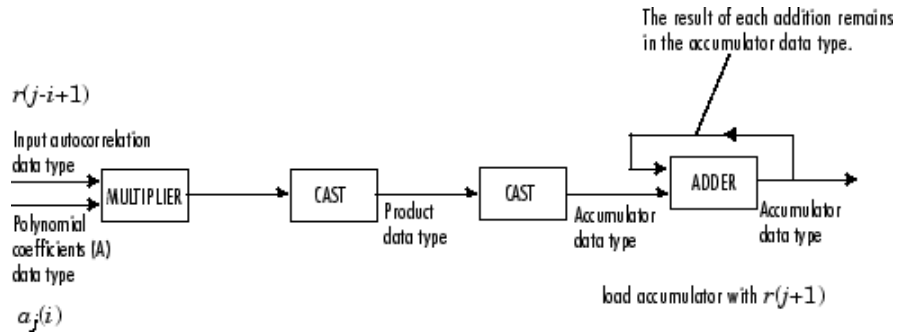 The result of each addition remains
in the accumulator data type.
r(j-i+1)
Input autocorrelation
data type
MULTIPLIER
CAST
CAST
ADDER
Polynomial
coefficients (A)
data type
Product
data type
Accumulator
data type
Accumulator
data type
load accumulator with r(j+1)
aj(i)